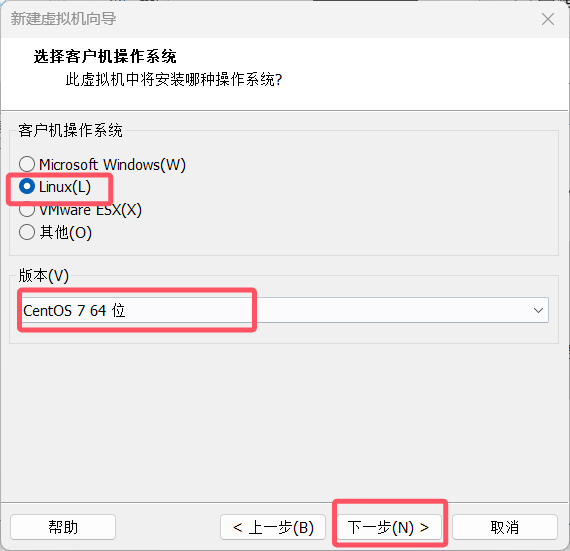 新建虚拟机向导
选择客户机操作系统
此虚拟机中将安装哪种操作系统?
客户机操作系统
Microsoft Windows(W)
Linux(L)
VMware ESX(X)
其他(O)
版本(V)
CentOS 7 64 位
帮助
< 上一步(B)
下一步(N) >
取消